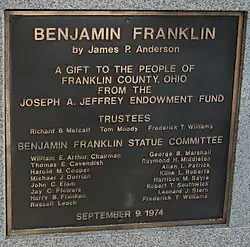 BENJAMIN FRANKLIN
by James P. Anderson
A GIFT TO THE PEOPLE OF
FRANKLIN COUNTY, OHIO
FROM THE
JOSEPH A. JEFFREY ENDOWMENT FUND
TRUSTEES
Richard B. Metcalf Tom Moody Frederick T. Williams
BENJAMIN FRANKLIN STATUE COMMITTEE
William E. Arthur, Chairman
Thomas E. Cavendish
Harold M. Cooper
Michael J. Dorrian
John C. Elam
Jay C. Flowers
Harry B. Franken
Russell Leach
George B. Marshall
Raymond H. Middleton
Allen L. Patrick
Kline L. Roberts
Harrison M. Sayre
Robert T. Southwick
Leonard J. Stern
Frederick T. Williams
SEPTEMBER 9, 1974